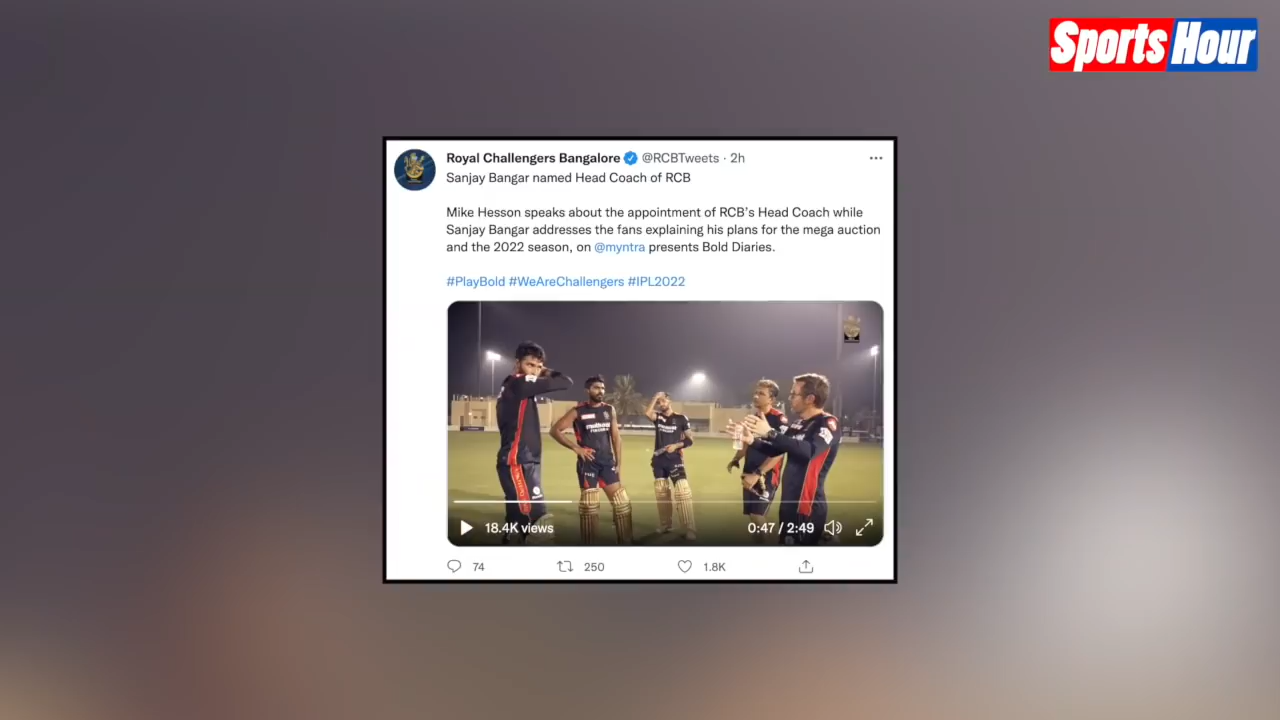 Sports Hour
Royal Challengers Bangalore @RCBTweets · 2h
Sanjay Bangar named Head Coach of RCB
Mike Hesson speaks about the appointment of RCB's Head Coach while
Sanjay Bangar addresses the fans explaining his plans for the mega auction
and the 2022 season, on @myntra presents Bold Diaries.
#PlayBold #WeAreChallengers #IPL2022
18.4K views
0:47 / 2:49
74
250
1.8K